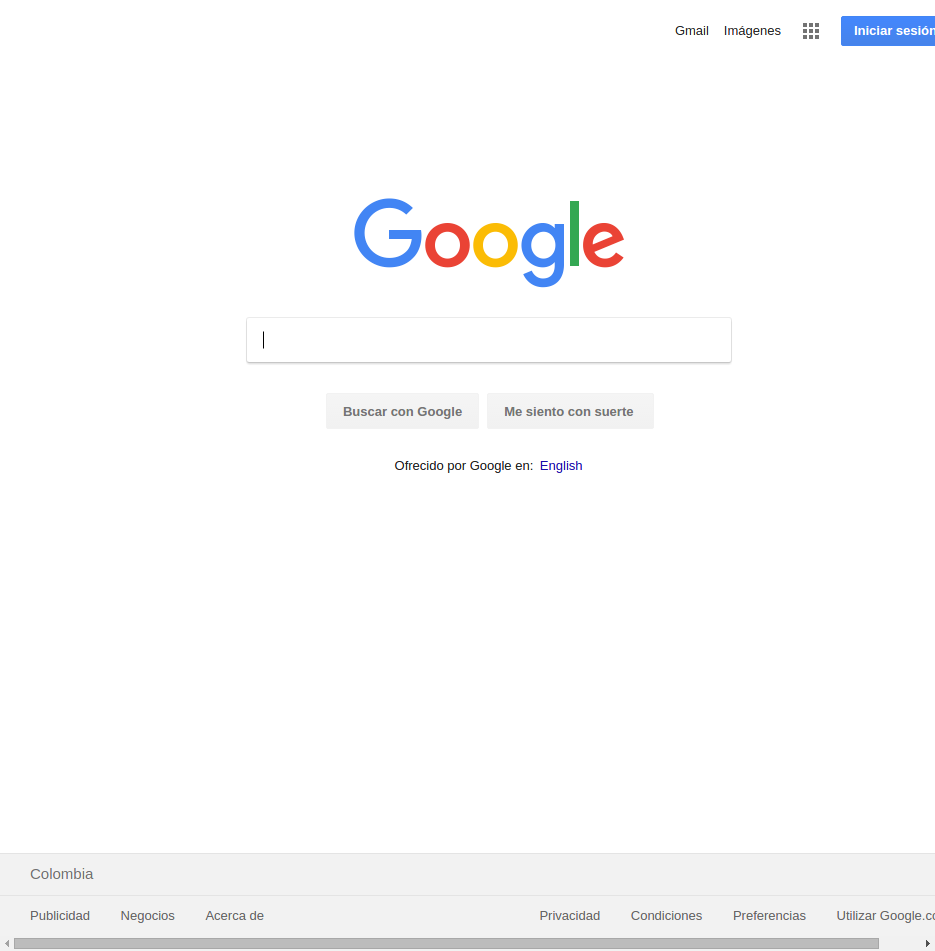 Gmail Imágenes Iniciar sesión
Google
Buscar con Google Me siento con suerte
Ofrecido por Google en: English
Colombia
Publicidad Negocios Acerca de Privacidad Condiciones Preferencias Utilizar Google.co